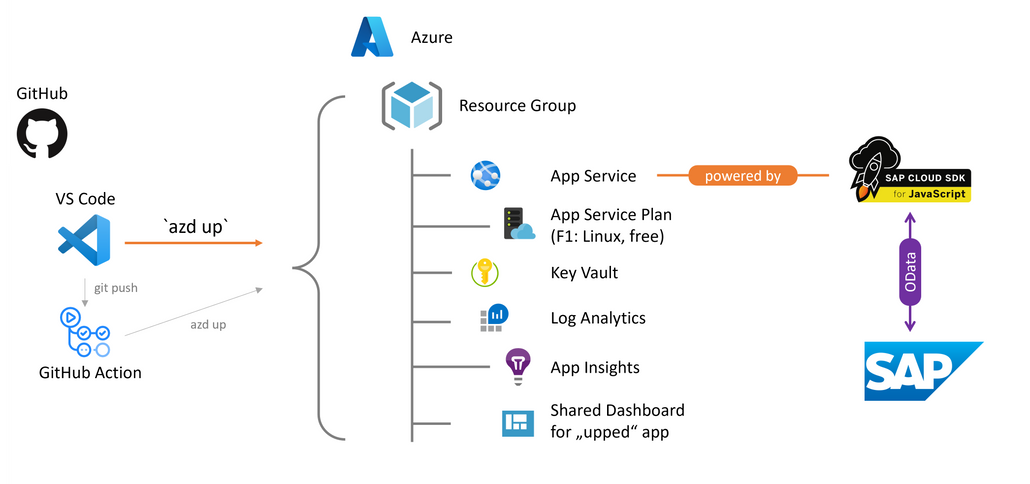 Azure
GitHub
Resource Group
VS Code
`azd up`
git push
azd up
GitHub Action
App Service
powered by
SAP CLOUD SDK
for JavaScript
App Service Plan
(F1: Linux, free)
Key Vault
Log Analytics
App Insights
Shared Dashboard
for „upped“ app
OData
SAP